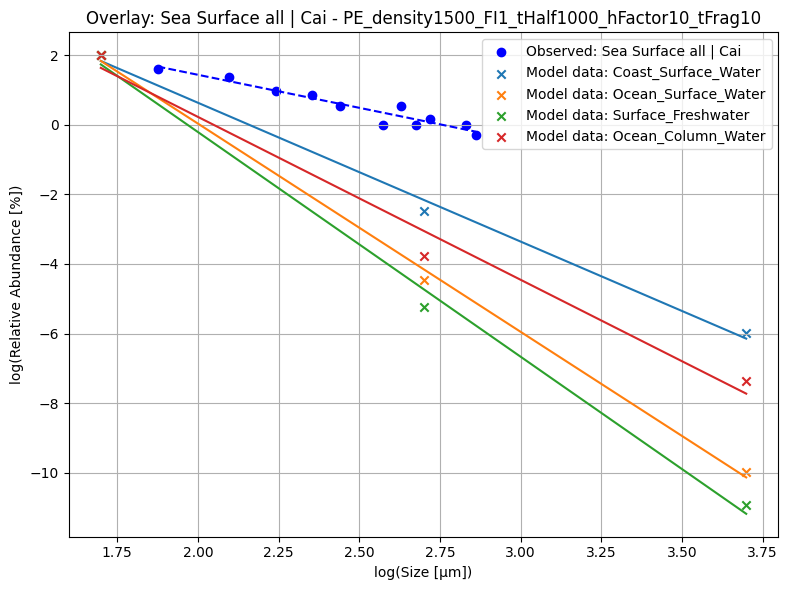 Overlay: Sea Surface all | Cai - PE_density1500_FI1_tHalf1000_hFactor10_tFrag10
Observed: Sea Surface all | Cai
Model data: Coast_Surface_Water
Model data: Ocean_Surface_Water
Model data: Surface_Freshwater
Model data: Ocean_Column_Water
log(Relative Abundance [%])
2
0
−2
−4
−6
−8
−10
1.75 2.00 2.25 2.50 2.75 3.00 3.25 3.50 3.75
log(Size [μm])